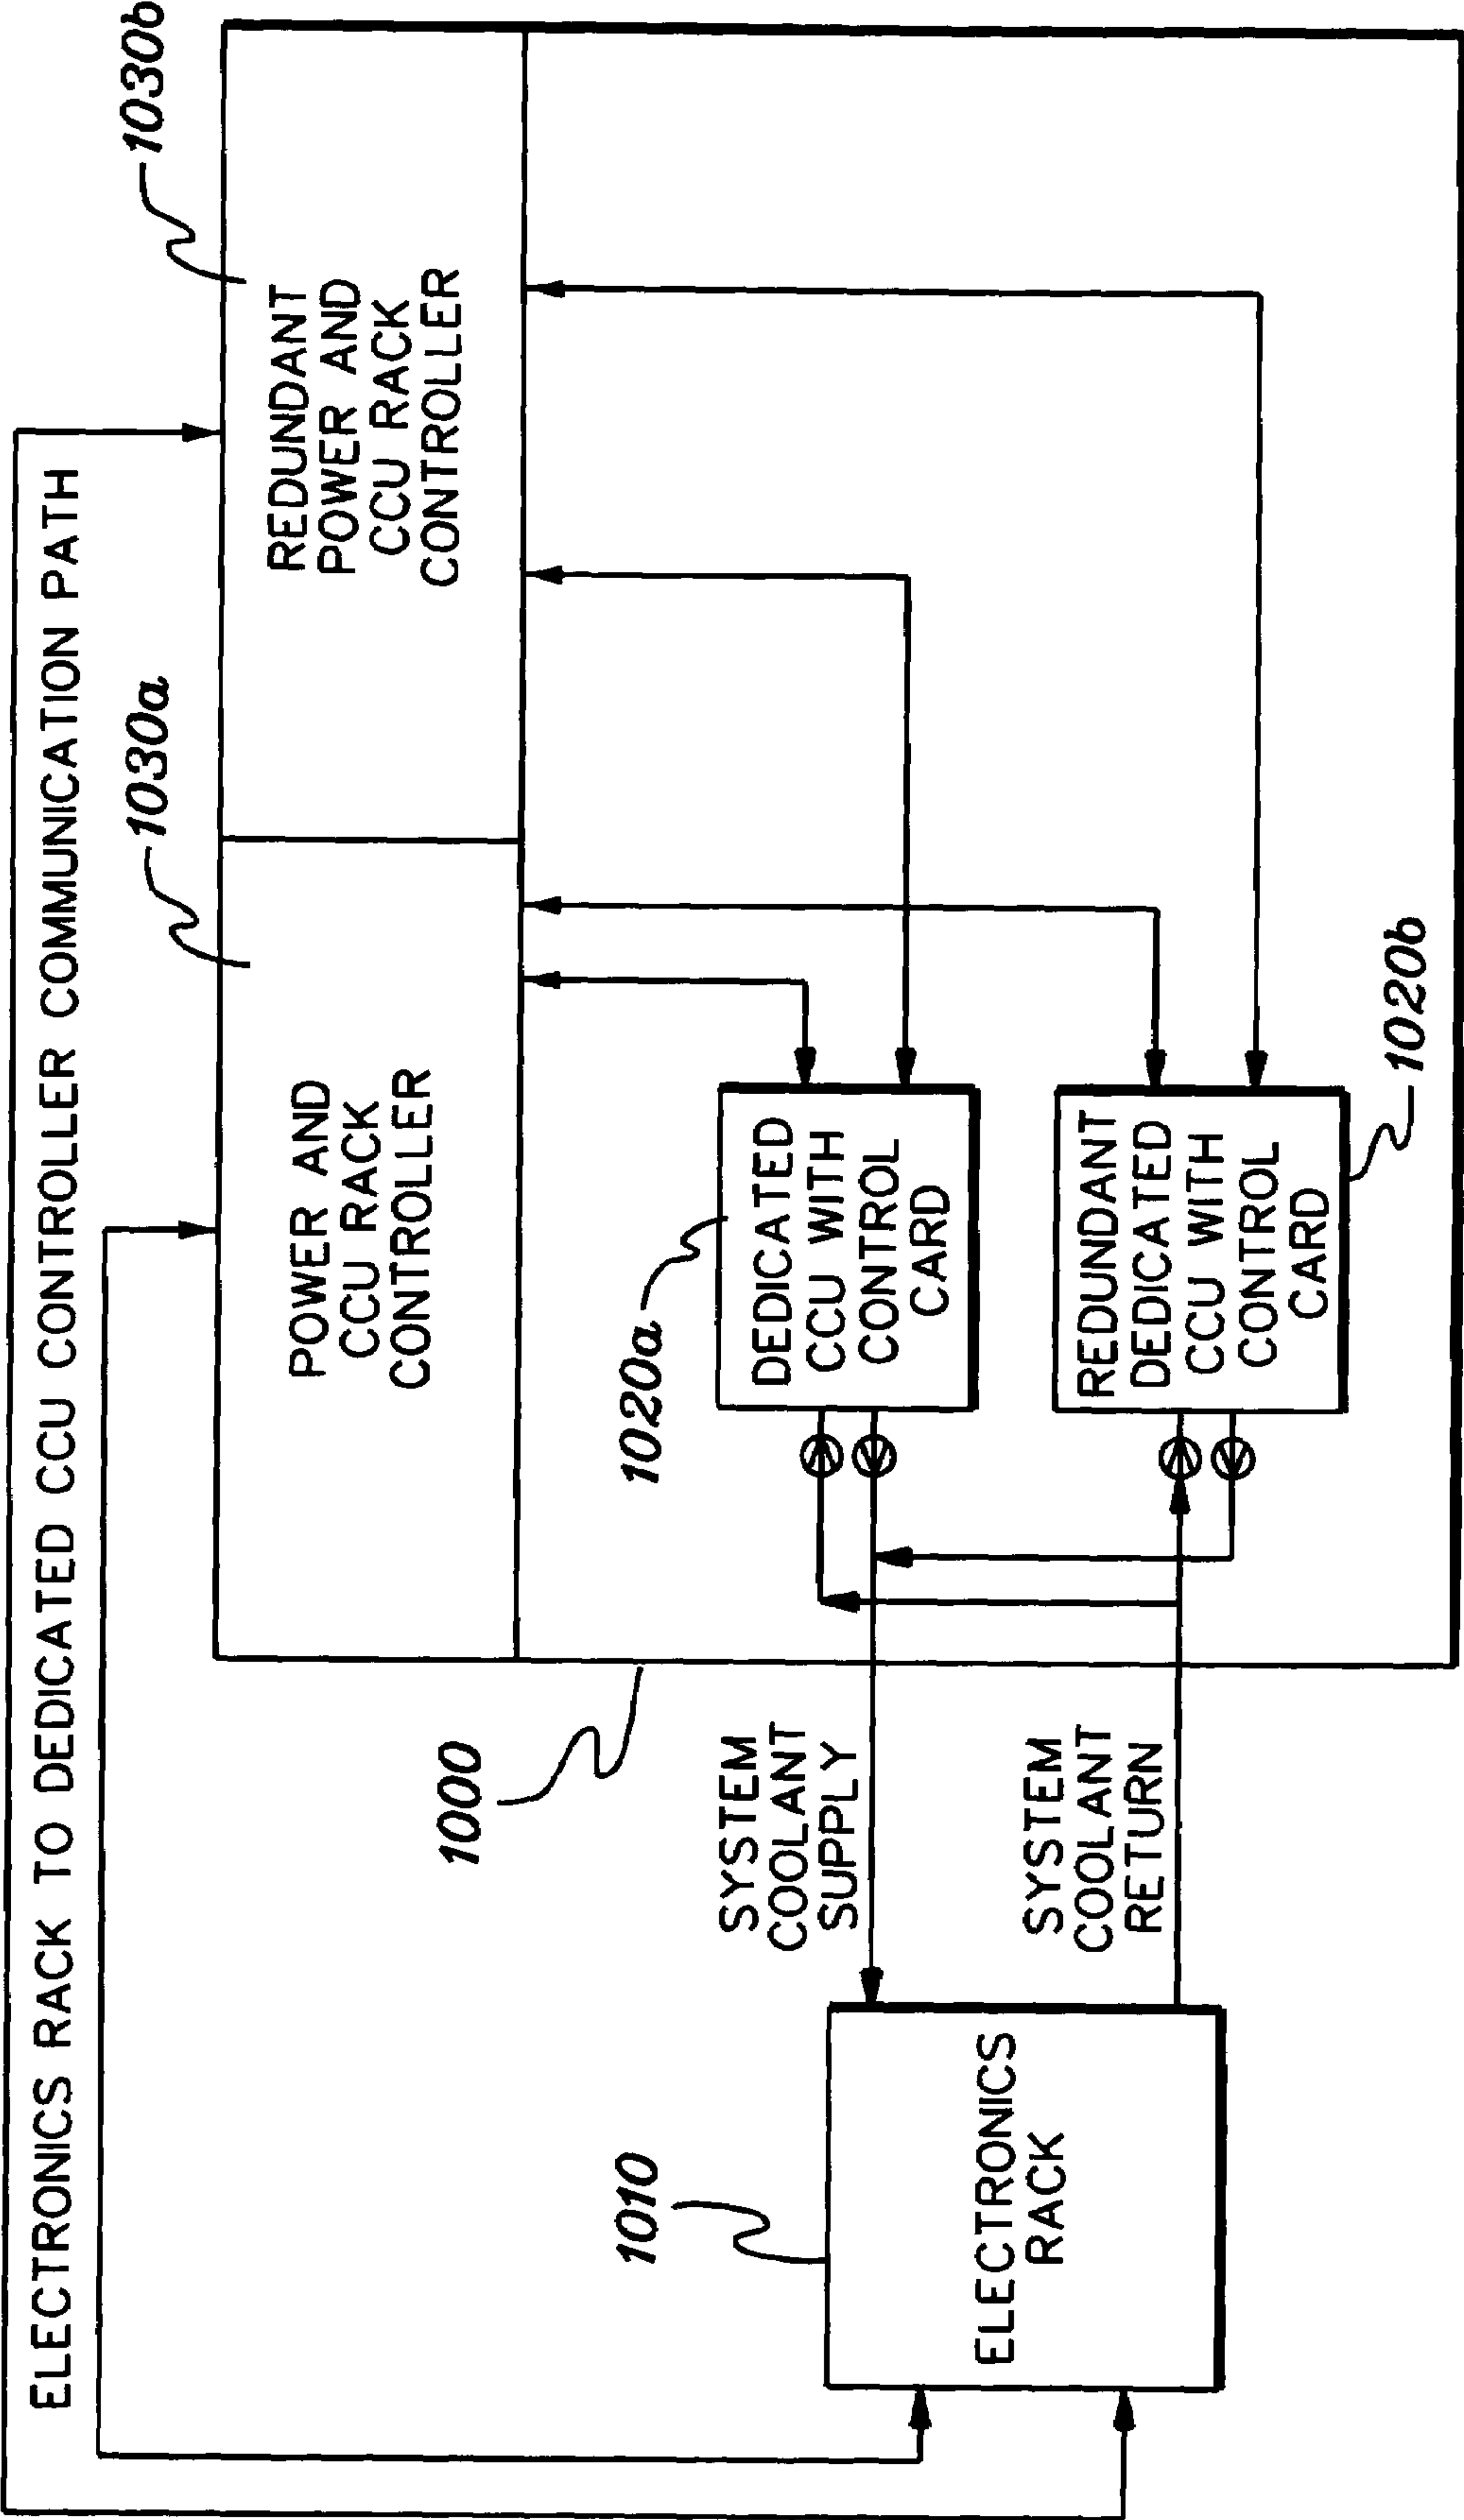 ELECTRONICS RACK TO DEDICATED CCU CONTROLLER COMMUNICATION PATH
1030a
1030b
POWER AND
CCU RACK
CONTROLLER
REDUNDANT
POWER AND
CCU RACK
CONTROLLER
1000
1010
1020a
SYSTEM
COOLANT
SUPPLY
DEDICATED
CCU WITH
CONTROL
CARD
ELECTRONICS
RACK
SYSTEM
COOLANT
RETURN
REDUNDANT
DEDICATED
CCU WITH
CONTROL
CARD
1020b